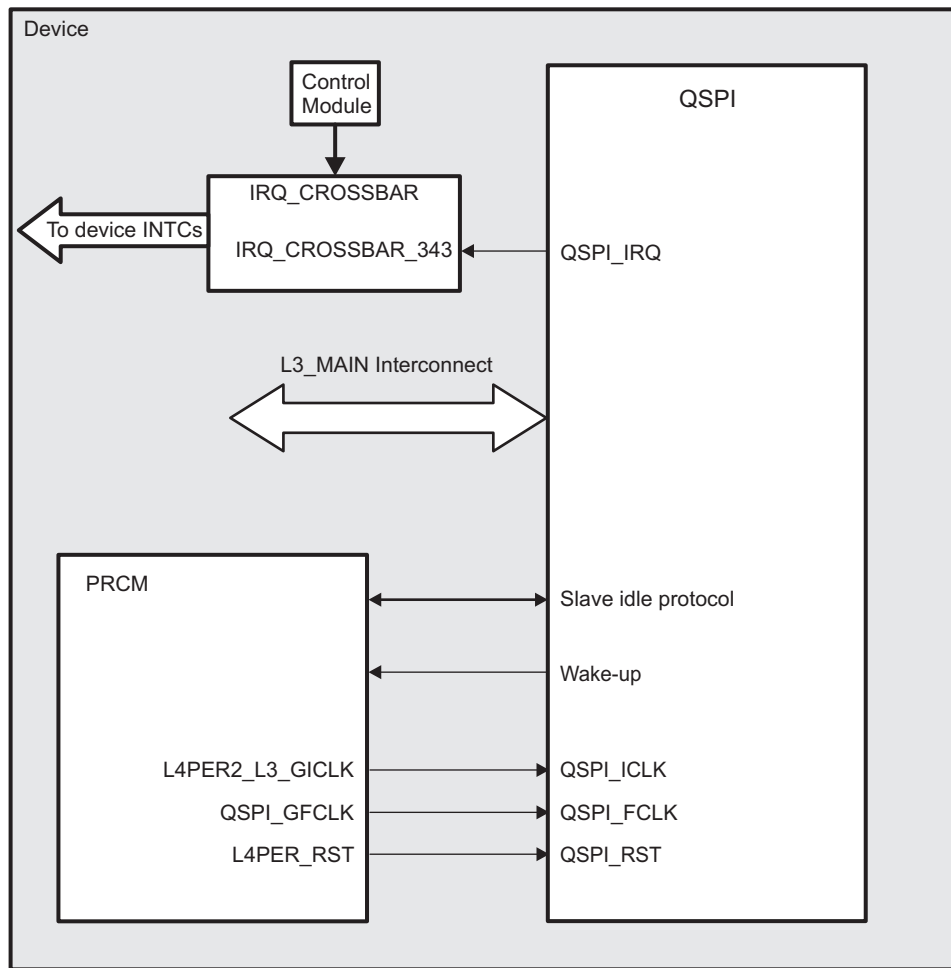 Device
Control
Module
QSPI
IRQ_CROSSBAR
To device INTCs
IRQ_CROSSBAR_343
QSPI_IRQ
L3_MAIN Interconnect
PRCM
Slave idle protocol
Wake-up
L4PER2_L3_GICLK
QSPI_ICLK
QSPI_GFCLK
QSPI_FCLK
L4PER_RST
QSPI_RST